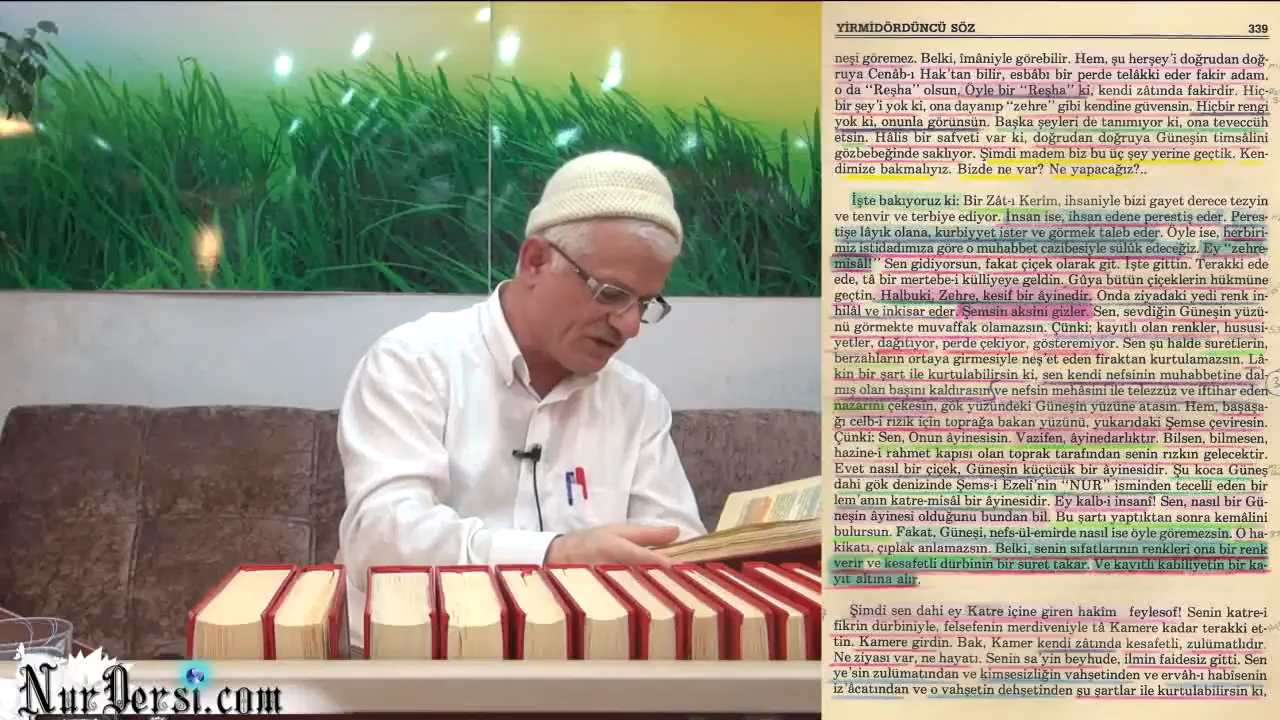 YİRMİDÖRDÜNCÜ SÖZ 339
neşi göremez. Belki, îmâniyle görebilir. Hem, şu herşey'i doğrudan doğ-
ruya Cenâb-ı Hak'tan bilir, esbâbı bir perde telâkki eder fakir adam.
o da "Reşha" olsun, Öyle bir "Reşha" ki, kendi zâtında fakirdir. Hiç-
bir şey'i yok ki, ona dayanıp "zehre" gibi kendine güvensin. Hiçbir rengi
yok ki, onunla görünsün. Başka şeyleri de tanımıyor ki, ona teveccüh
etsin. Hâlis bir safveti var ki, doğrudan doğruya Güneşin timsâlini
gözbebeğinde saklıyor. Şimdi madem biz bu üç şey yerine geçtik. Ken-
dimize bakmalıyız. Bizde ne var? Ne yapacağız?..
İşte bakıyoruz ki: Bir Zât-ı Kerîm, ihsaniyle bizi gayet derece tezyin
ve tenvir ve terbiye ediyor. İnsan ise, ihsan edene perestiş eder. Peres-
tişe lâyık olana, kurbiyyet ister ve görmek taleb eder. Öyle ise, herbiri-
miz istidadımıza göre o muhabbet cazibesiyle sülûk edeceğiz. Ey "zehre-
misâl!" Sen gidiyorsun, fakat çiçek olarak git. İşte gittin. Terakki ede
ede, tâ bir mertebe-i külliyeye geldin. Gûya bütün çiçeklerin hükmüne
geçtin. Halbuki, Zehre, kesif bir âyinedir. Onda ziyadaki yedi renk in-
hilâl ve inkisar eder. Şemsin aksini gizler. Sen, sevdiğin Güneşin yüzü-
nü görmekte muvaffak olamazsın. Çünki; kayıtlı olan renkler, hususi-
yetler, dağıtıyor, perde çekiyor, gösteremiyor. Sen şu halde suretlerin,
berzahların ortaya girmesiyle neş'et eden firaktan kurtulamazsın. Lâ-
kin bir şart ile kurtulabilirsin ki, sen kendi nefsinin muhabbetine dal-
mış olan başını kaldırasın ve nefsin mehâsini ile telezzüz ve iftihar eden
nazarını çekesin, gök yüzündeki Güneşin yüzüne atasın. Hem, başaşa-
ğı celb-i rızık için toprağa bakan yüzünü, yukarıdaki Şemse çeviresin.
Çünki: Sen, Onun âyinesisin. Vazifen, âyinedarlıktır. Bilsen, bilmesen,
hazine-i rahmet kapısı olan toprak tarafından senin rızkın gelecektir.
Evet nasıl bir çiçek, Güneşin küçücük bir âyinesidir. Şu koca Güneş
dahi gök denizinde Şems-i Ezelî'nin "NUR" isminden tecelli eden bir
lem'anın katre-misâl bir âyinesidir. Ey kalb-i insanî! Sen, nasıl bir Gü-
neşin âyinesi olduğunu bundan bil. Bu şartı yaptıktan sonra kemâlini
bulursun. Fakat, Güneşi, nefs-ül-emirde nasıl ise öyle göremezsin. O ha-
kikatı, çıplak anlamazsın. Belki, senin sıfatlarının renkleri ona bir renk
verir ve kesafetli dürbinin bir suret takar. Ve kayıtlı kabiliyetin bir ka-
yıt altına alır.
Şimdi sen dahi ey Katre içine giren hakîm feylesof! Senin katre-i
fikrin dürbiniyle, felsefenin merdiveniyle tâ Kamere kadar terakki et-
tin. Kamere girdin. Bak, Kamer kendi zâtında kesafetli, zulümatlıdır.
Ne ziyası var, ne hayatı. Senin sa'yin beyhude, ilmin faidesiz gitti. Sen
ye'sin zulümatından ve kimsesizliğin vahşetinden ve ervâh-ı habîsenin
iz'âcatından ve o vahşetin dehşetinden şu şartlar ile kurtulabilirsin ki,
NurDersi.com